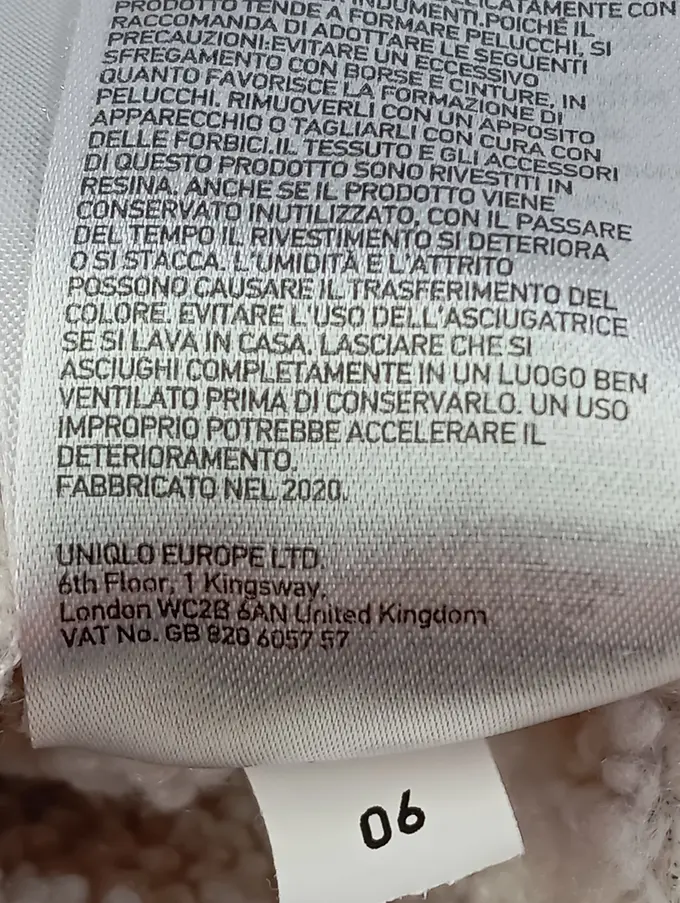 DELICATAMENTE CON
PRODOTTO TENDE A FORMARE PELUCCHI, SI
INDUMENTI.POICHÉ IL
RACCOMANDA DI ADOTTARE LE SEGUENTI
PRECAUZIONI:EVITARE UN ECCESSIVO
SFREGAMENTO CON BORSE E CINTURE, IN
QUANTO FAVORISCE LA FORMAZIONE DI
PELUCCHI. RIMUOVERLI CON UN APPOSITO
APPARECCHIO O TAGLIARLI CON CURA CON
DELLE FORBICI.IL TESSUTO E GLI ACCESSORI
DI QUESTO PRODOTTO SONO RIVESTITI IN
RESINA. ANCHE SE IL PRODOTTO VIENE
CONSERVATO INUTILIZZATO, CON IL PASSARE
DEL TEMPO IL RIVESTIMENTO SI DETERIORA
O SI STACCA. L'UMIDITÀ E L'ATTRITO
POSSONO CAUSARE IL TRASFERIMENTO DEL
COLORE. EVITARE L'USO DELL'ASCIUGATRICE
SE SI LAVA IN CASA. LASCIARE CHE SI
ASCIUGHI COMPLETAMENTE IN UN LUOGO BEN
VENTILATO PRIMA DI CONSERVARLO. UN USO
IMPROPRIO POTREBBE ACCELERARE IL
DETERIORAMENTO.
FABBRICATO NEL 2020.
UNIQLO EUROPE LTD.
6th Floor, 1 Kingsway,
London WC2B 6AN United Kingdom
VAT No. GB 820 6057 57
06